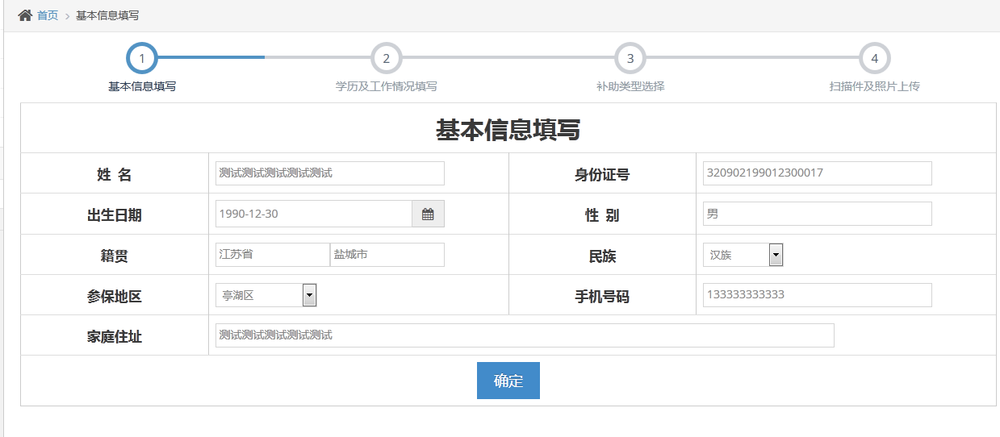 首页 > 基本信息填写
1 2 3 4
基本信息填写 学历及工作情况填写 补助类型选择 扫描件及照片上传
基本信息填写
姓 名 测试测试测试测试测试 身份证号 320902199012300017
出生日期 1990-12-30 性 别 男
籍贯 江苏省 盐城市 民族 汉族
参保地区 亭湖区 手机号码 133333333333
家庭住址 测试测试测试测试测试
确定